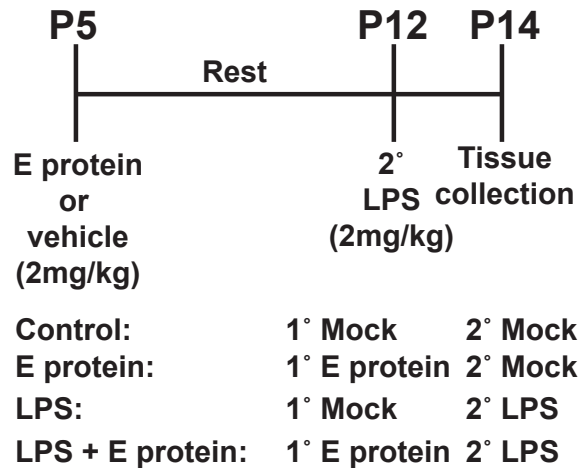 P5 P12 P14
Rest
E protein
or
vehicle
(2mg/kg)
2°
LPS
(2mg/kg)
Tissue
collection
Control: 1° Mock 2° Mock
E protein: 1° E protein 2° Mock
LPS: 1° Mock 2° LPS
LPS + E protein: 1° E protein 2° LPS